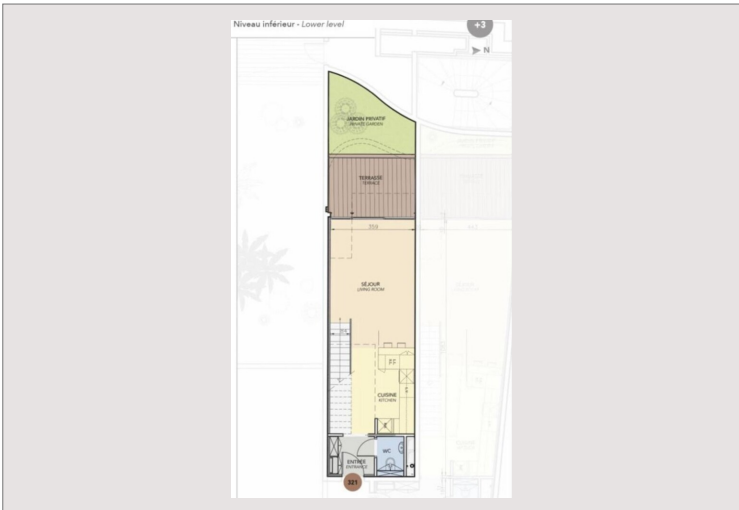 Niveau inférieur - Lower level
+3
N
JARDIN PRIVATIF
PRIVATE GARDEN
TERRASSE
TERRACE
359
SÉJOUR
LIVING ROOM
CUISINE
KITCHEN
WC
ENTRÉE
ENTRANCE
321